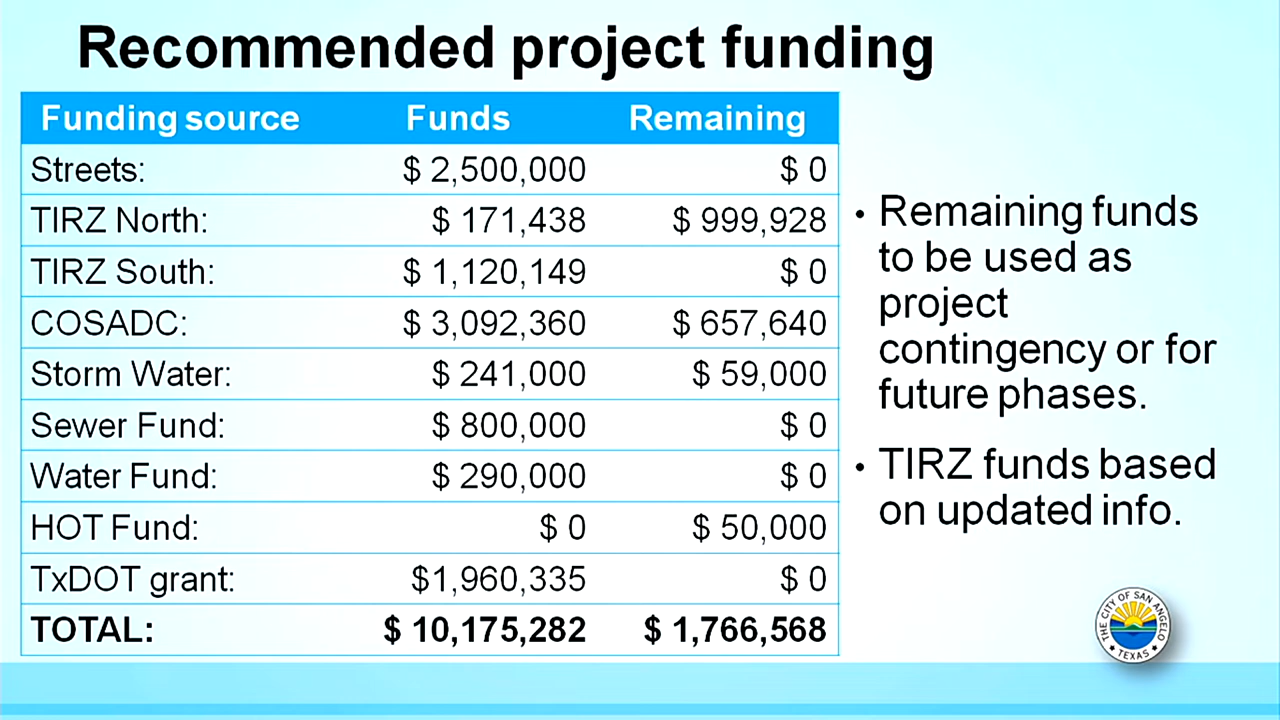 Recommended project funding
Funding source Funds Remaining
Streets: $ 2,500,000 $ 0
TIRZ North: $ 171,438 $ 999,928
TIRZ South: $ 1,120,149 $ 0
COSADC: $ 3,092,360 $ 657,640
Storm Water: $ 241,000 $ 59,000
Sewer Fund: $ 800,000 $ 0
Water Fund: $ 290,000 $ 0
HOT Fund: $ 0 $ 50,000
TxDOT grant: $1,960,335 $ 0
TOTAL: $ 10,175,282 $ 1,766,568
• Remaining funds
to be used as
project
contingency or for
future phases.
• TIRZ funds based
on updated info.
THE CITY OF SAN ANGELO
TEXAS